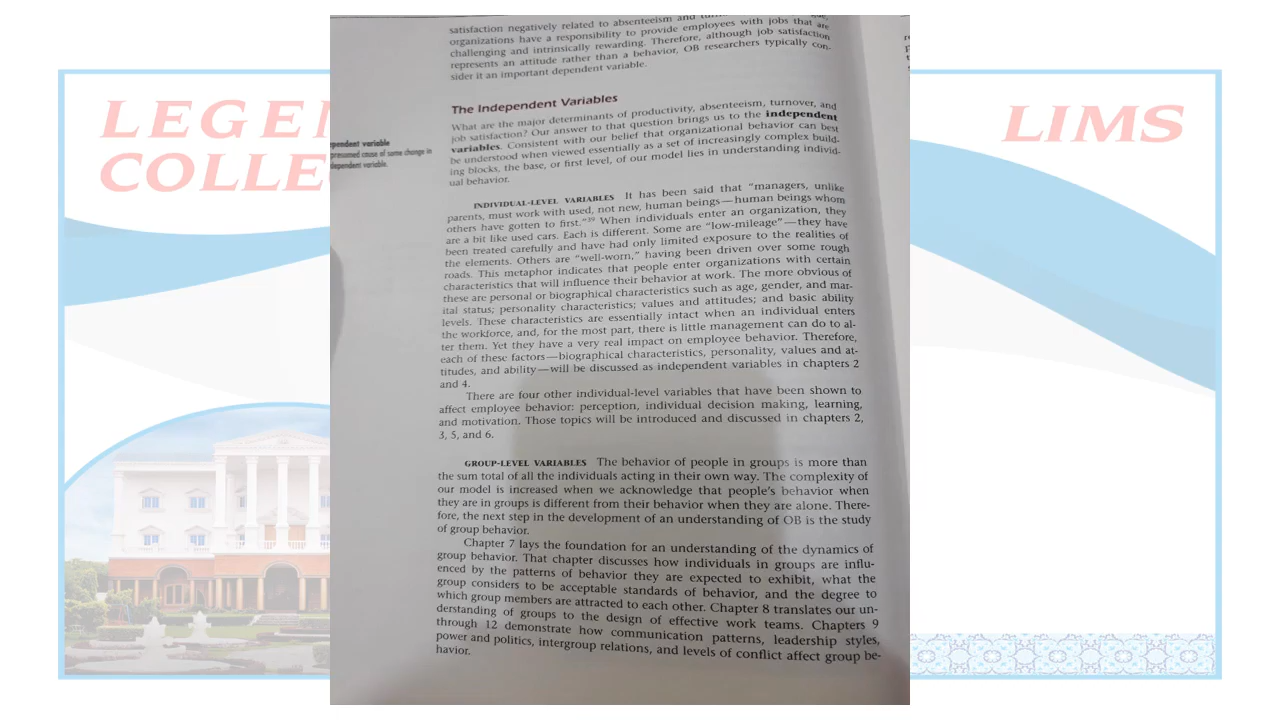 LEGEN
COLLE
LIMS
satisfaction negatively related to absenteeism and
organizations have a responsibility to provide employees with jobs that are
challenging and intrinsically rewarding. Therefore, although job satisfaction
represents an attitude rather than a behavior, OB researchers typically con-
sider it an important dependent variable.
The Independent Variables
What are the major determinants of productivity, absenteeism, turnover, and
job satisfaction? Our answer to that question brings us to the independent
variables. Consistent with our belief that organizational behavior can best
be understood when viewed essentially as a set of increasingly complex build-
ing blocks, the base, or first level, of our model lies in understanding individ-
ual behavior.
pendent variable
presumed cause of some change in
dependent variable.
INDIVIDUAL-LEVEL VARIABLES It has been said that "managers, unlike
parents, must work with used, not new, human beings—human beings whom
others have gotten to first."²⁹ When individuals enter an organization, they
are a bit like used cars. Each is different. Some are "low-mileage"—they have
been treated carefully and have had only limited exposure to the realities of
the elements. Others are "well-worn," having been driven over some rough
roads. This metaphor indicates that people enter organizations with certain
characteristics that will influence their behavior at work. The more obvious of
these are personal or biographical characteristics such as age, gender, and mar-
ital status; personality characteristics; values and attitudes; and basic ability
levels. These characteristics are essentially intact when an individual enters
the workforce, and, for the most part, there is little management can do to al-
ter them. Yet they have a very real impact on employee behavior. Therefore,
each of these factors—biographical characteristics, personality, values and at-
titudes, and ability—will be discussed as independent variables in chapters 2
and 4.
There are four other individual-level variables that have been shown to
affect employee behavior: perception, individual decision making, learning,
and motivation. Those topics will be introduced and discussed in chapters 2,
3, 5, and 6.
GROUP-LEVEL VARIABLES The behavior of people in groups is more than
the sum total of all the individuals acting in their own way. The complexity of
our model is increased when we acknowledge that people's behavior when
they are in groups is different from their behavior when they are alone. There-
fore, the next step in the development of an understanding of OB is the study
of group behavior.
Chapter 7 lays the foundation for an understanding of the dynamics of
group behavior. That chapter discusses how individuals in groups are influ-
enced by the patterns of behavior they are expected to exhibit, what the
group considers to be acceptable standards of behavior, and the degree to
which group members are attracted to each other. Chapter 8 translates our un-
derstanding of groups to the design of effective work teams. Chapters 9
through 12 demonstrate how communication patterns, leadership styles,
power and politics, intergroup relations, and levels of conflict affect group be-
havior.